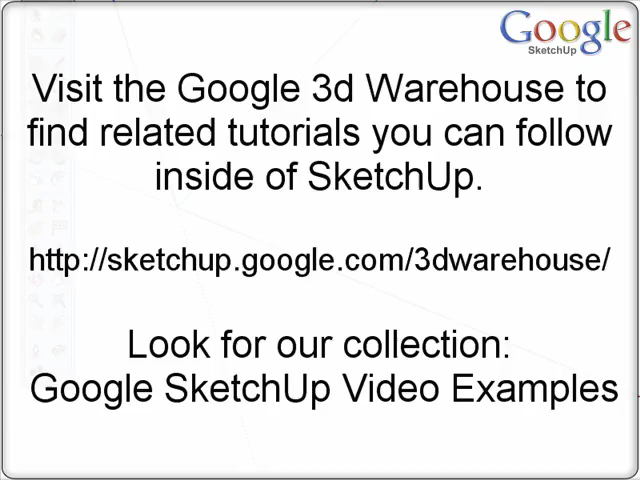 Google
SketchUp
Visit the Google 3d Warehouse to
find related tutorials you can follow
inside of SketchUp.
http://sketchup.google.com/3dwarehouse/
Look for our collection:
Google SketchUp Video Examples